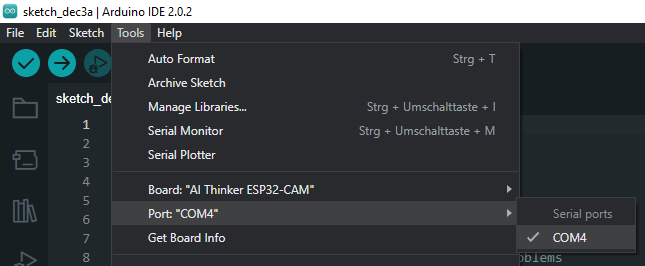 sketch_dec3a | Arduino IDE 2.0.2
File Edit Sketch Tools Help
Auto Format Strg + T
sketch_de
Archive Sketch
1
Manage Libraries... Strg + Umschalttaste + I
2
Serial Monitor Strg + Umschalttaste + M
3
Serial Plotter
4
Board: "AI Thinker ESP32-CAM"
5
Port: "COM4" Serial ports
6
Get Board Info COM4
7
8 oblems